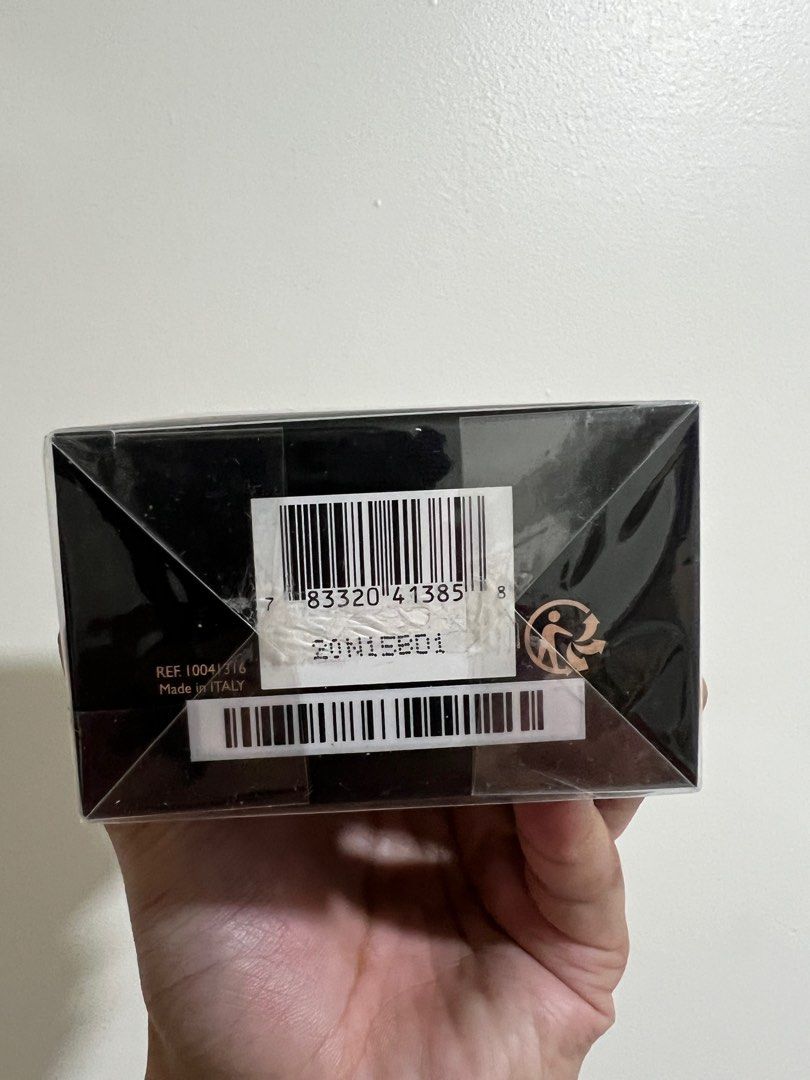 7 83320 41385 8
20N15BD1
REF. 10041316
Made in ITALY